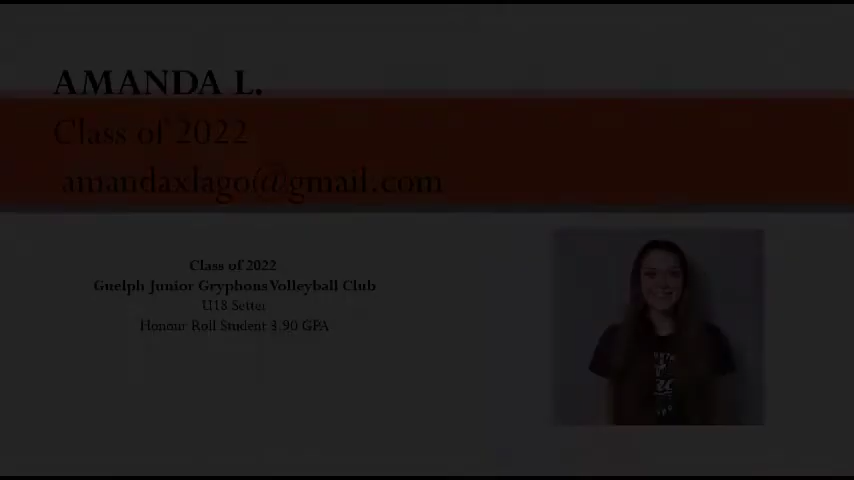 AMANDA L.
Class of 2022
amandaxlago@gmail.com
Class of 2022
Guelph Junior Gryphons Volleyball Club
U18 Setter
Honour Roll Student 3.90 GPA